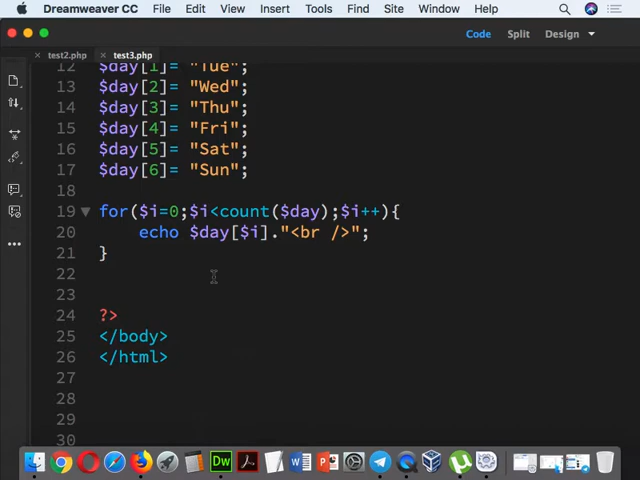 Dreamweaver CC File Edit View Insert Tools Find Site Window Help
Code Split Design
test2.php test3.php
12 $day[1]= "Tue";
13 $day[2]= "Wed";
14 $day[3]= "Thu";
15 $day[4]= "Fri";
16 $day[5]= "Sat";
17 $day[6]= "Sun";
18
19 for($i=0;$i<count($day);$i++){
20 echo $day[$i]."<br />";
21 }
22
23
24 ?>
25 </body>
26 </html>
27
28
29
30
Dw W P